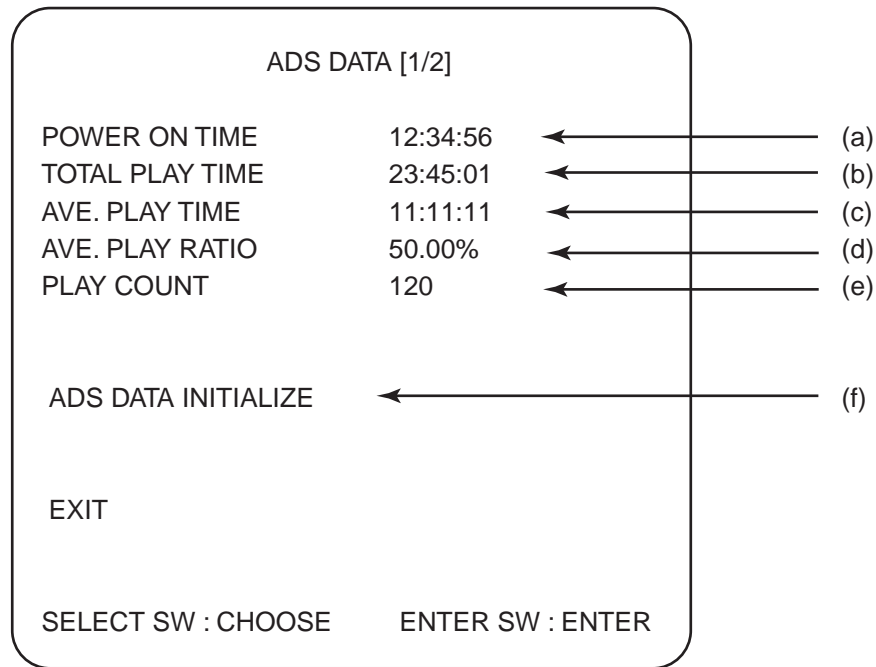 ADS DATA [1/2]
POWER ON TIME 12:34:56 (a)
TOTAL PLAY TIME 23:45:01 (b)
AVE. PLAY TIME 11:11:11 (c)
AVE. PLAY RATIO 50.00% (d)
PLAY COUNT 120 (e)
ADS DATA INITIALIZE (f)
EXIT
SELECT SW : CHOOSE ENTER SW : ENTER